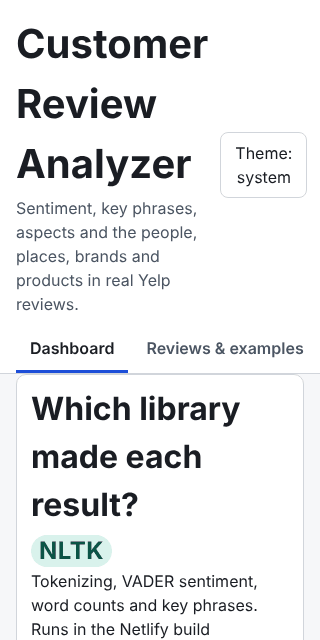 Customer
Review
Analyzer
Theme:
system
Sentiment, key phrases,
aspects and the people,
places, brands and
products in real Yelp
reviews.
Dashboard
Reviews & examples
Which library
made each
result?
NLTK
Tokenizing, VADER sentiment,
word counts and key phrases.
Runs in the Netlify build